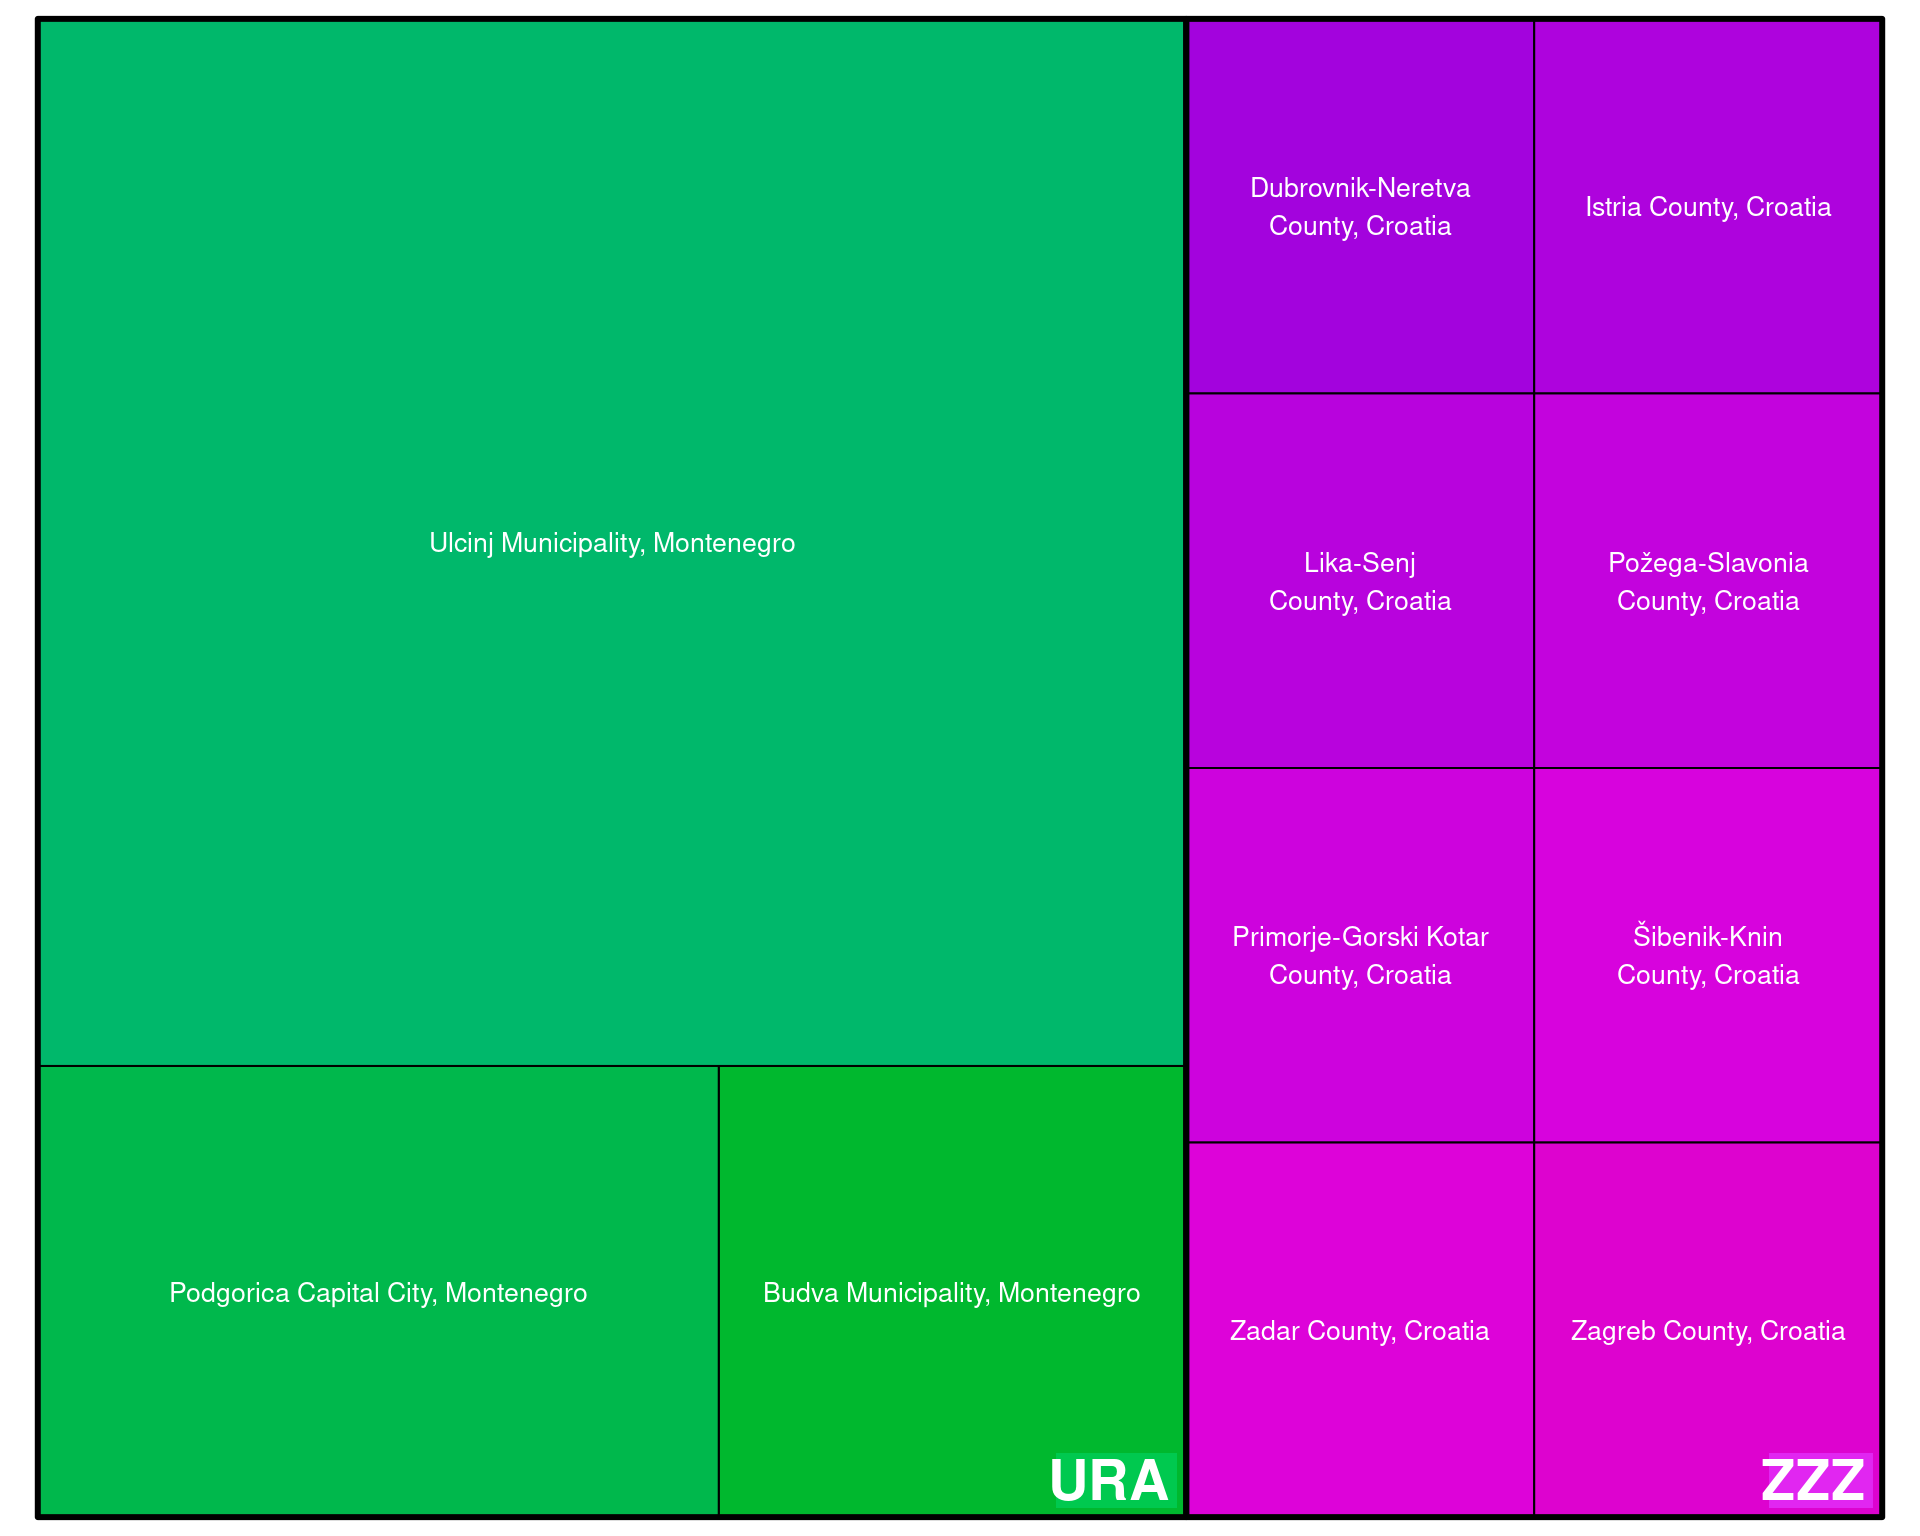 Ulcinj Municipality, Montenegro
Podgorica Capital City, Montenegro
Budva Municipality, Montenegro
URA
Dubrovnik-Neretva
County, Croatia
Istria County, Croatia
Lika-Senj
County, Croatia
Požega-Slavonia
County, Croatia
Primorje-Gorski Kotar
County, Croatia
Šibenik-Knin
County, Croatia
Zadar County, Croatia
Zagreb County, Croatia
ZZZ